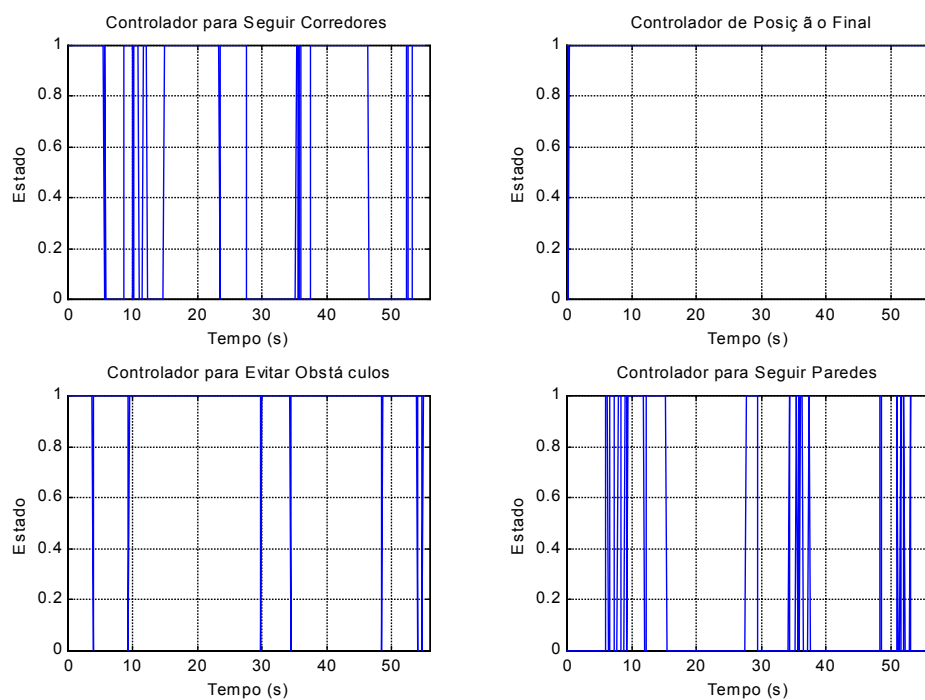 Controlador para Seguir Corredores
1
0.8
0.6
0.4
0.2
0
Estado
0 10 20 30 40 50
Tempo (s)
Controlador de Posiç ã o Final
1
0.8
0.6
0.4
0.2
0
Estado
0 10 20 30 40 50
Tempo (s)
Controlador para Evitar Obstá culos
1
0.8
0.6
0.4
0.2
0
Estado
0 10 20 30 40 50
Tempo (s)
Controlador para Seguir Paredes
1
0.8
0.6
0.4
0.2
0
Estado
0 10 20 30 40 50
Tempo (s)